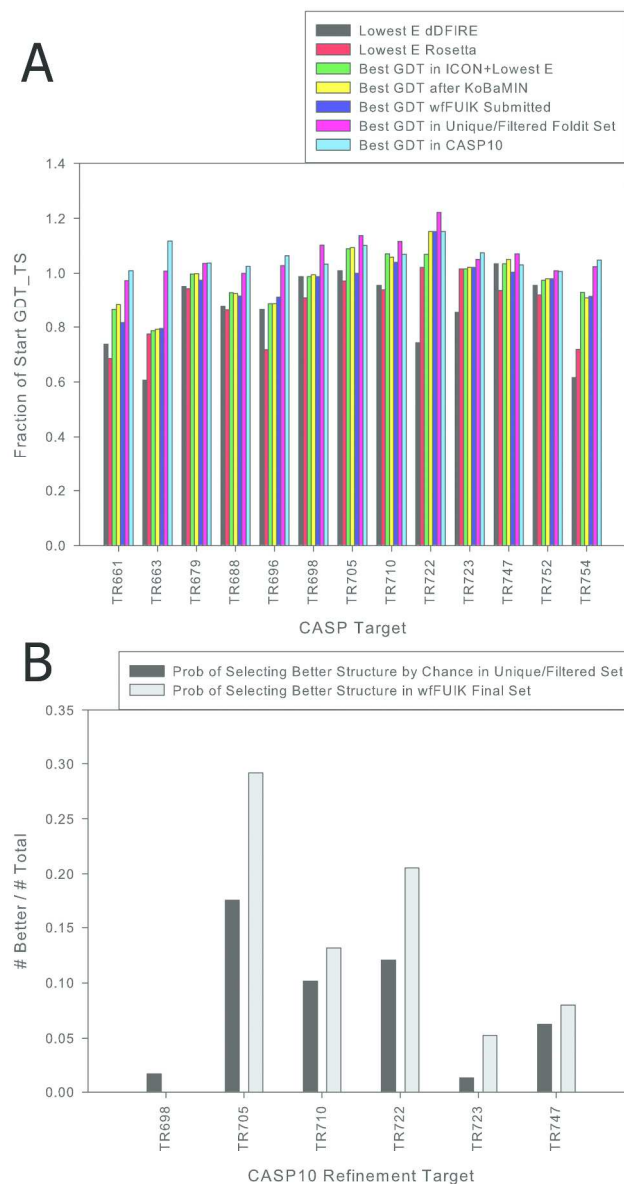 A
Lowest E dDFIRE
Lowest E Rosetta
Best GDT in ICON+Lowest E
Best GDT after KoBaMIN
Best GDT wfFUIK Submitted
Best GDT in Unique/Filtered Foldit Set
Best GDT in CASP10
Fraction of Start GDT_TS
1.4
1.2
1.0
0.8
0.6
0.4
0.2
0.0
TR661
TR663
TR679
TR688
TR696
TR698
TR705
TR710
TR722
TR723
TR747
TR752
TR754
CASP Target
B
Prob of Selecting Better Structure by Chance in Unique/Filtered Set
Prob of Selecting Better Structure in wfFUIK Final Set
# Better / # Total
0.35
0.30
0.25
0.20
0.15
0.10
0.05
0.00
TR698
TR705
TR710
TR722
TR723
TR747
CASP10 Refinement Target